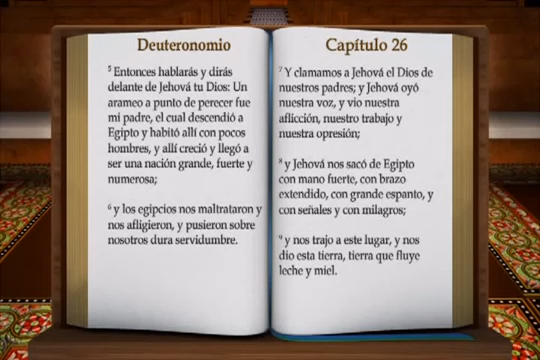 Deuteronomio
⁵ Entonces hablarás y dirás
delante de Jehová tu Dios: Un
arameo a punto de perecer fue
mi padre, el cual descendió a
Egipto y habitó allí con pocos
hombres, y allí creció y llegó a
ser una nación grande, fuerte y
numerosa;
⁶ y los egipcios nos maltrataron y
nos afligieron, y pusieron sobre
nosotros dura servidumbre.
Capítulo 26
⁷ Y clamamos a Jehová el Dios de
nuestros padres; y Jehová oyó
nuestra voz, y vio nuestra
aflicción, nuestro trabajo y
nuestra opresión;
⁸ y Jehová nos sacó de Egipto
con mano fuerte, con brazo
extendido, con grande espanto, y
con señales y con milagros;
⁹ y nos trajo a este lugar, y nos
dio esta tierra, tierra que fluye
leche y miel.